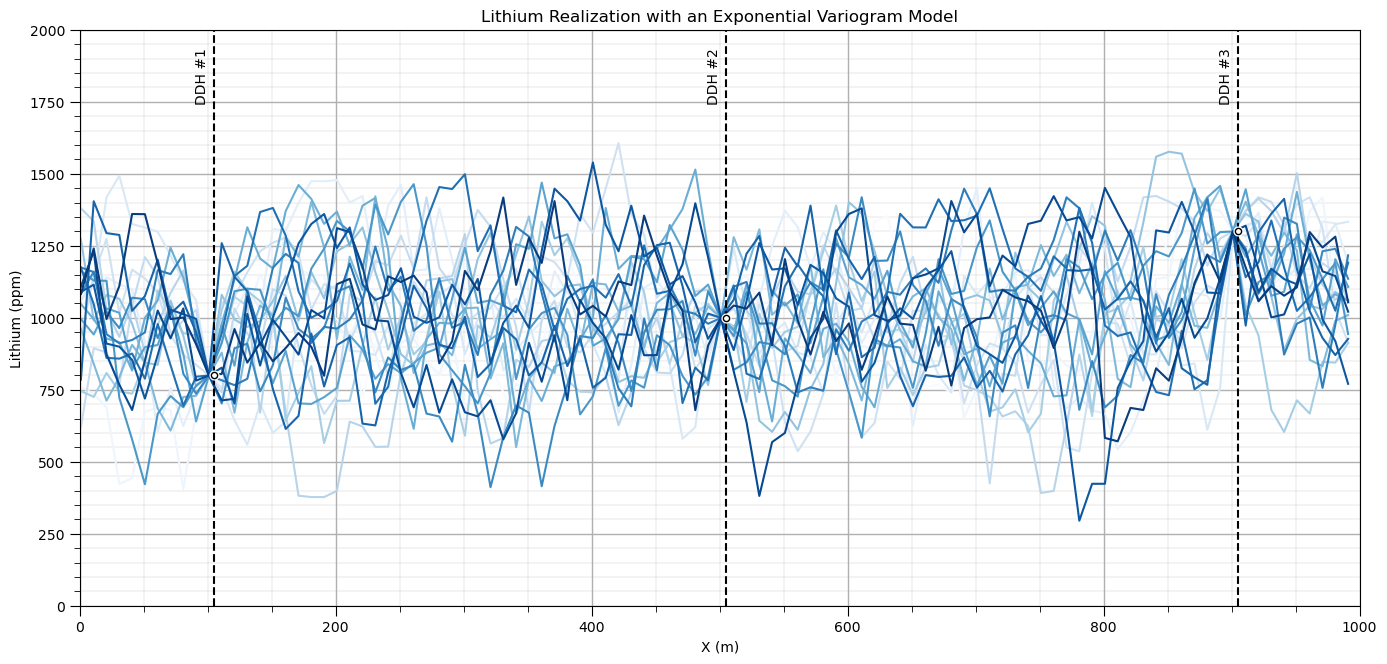 Lithium Realization with an Exponential Variogram Model
2000
1750
1500
1250
1000
750
500
250
0
Lithium (ppm)
DDH #1
DDH #2
DDH #3
0
200
400
600
800
1000
X (m)